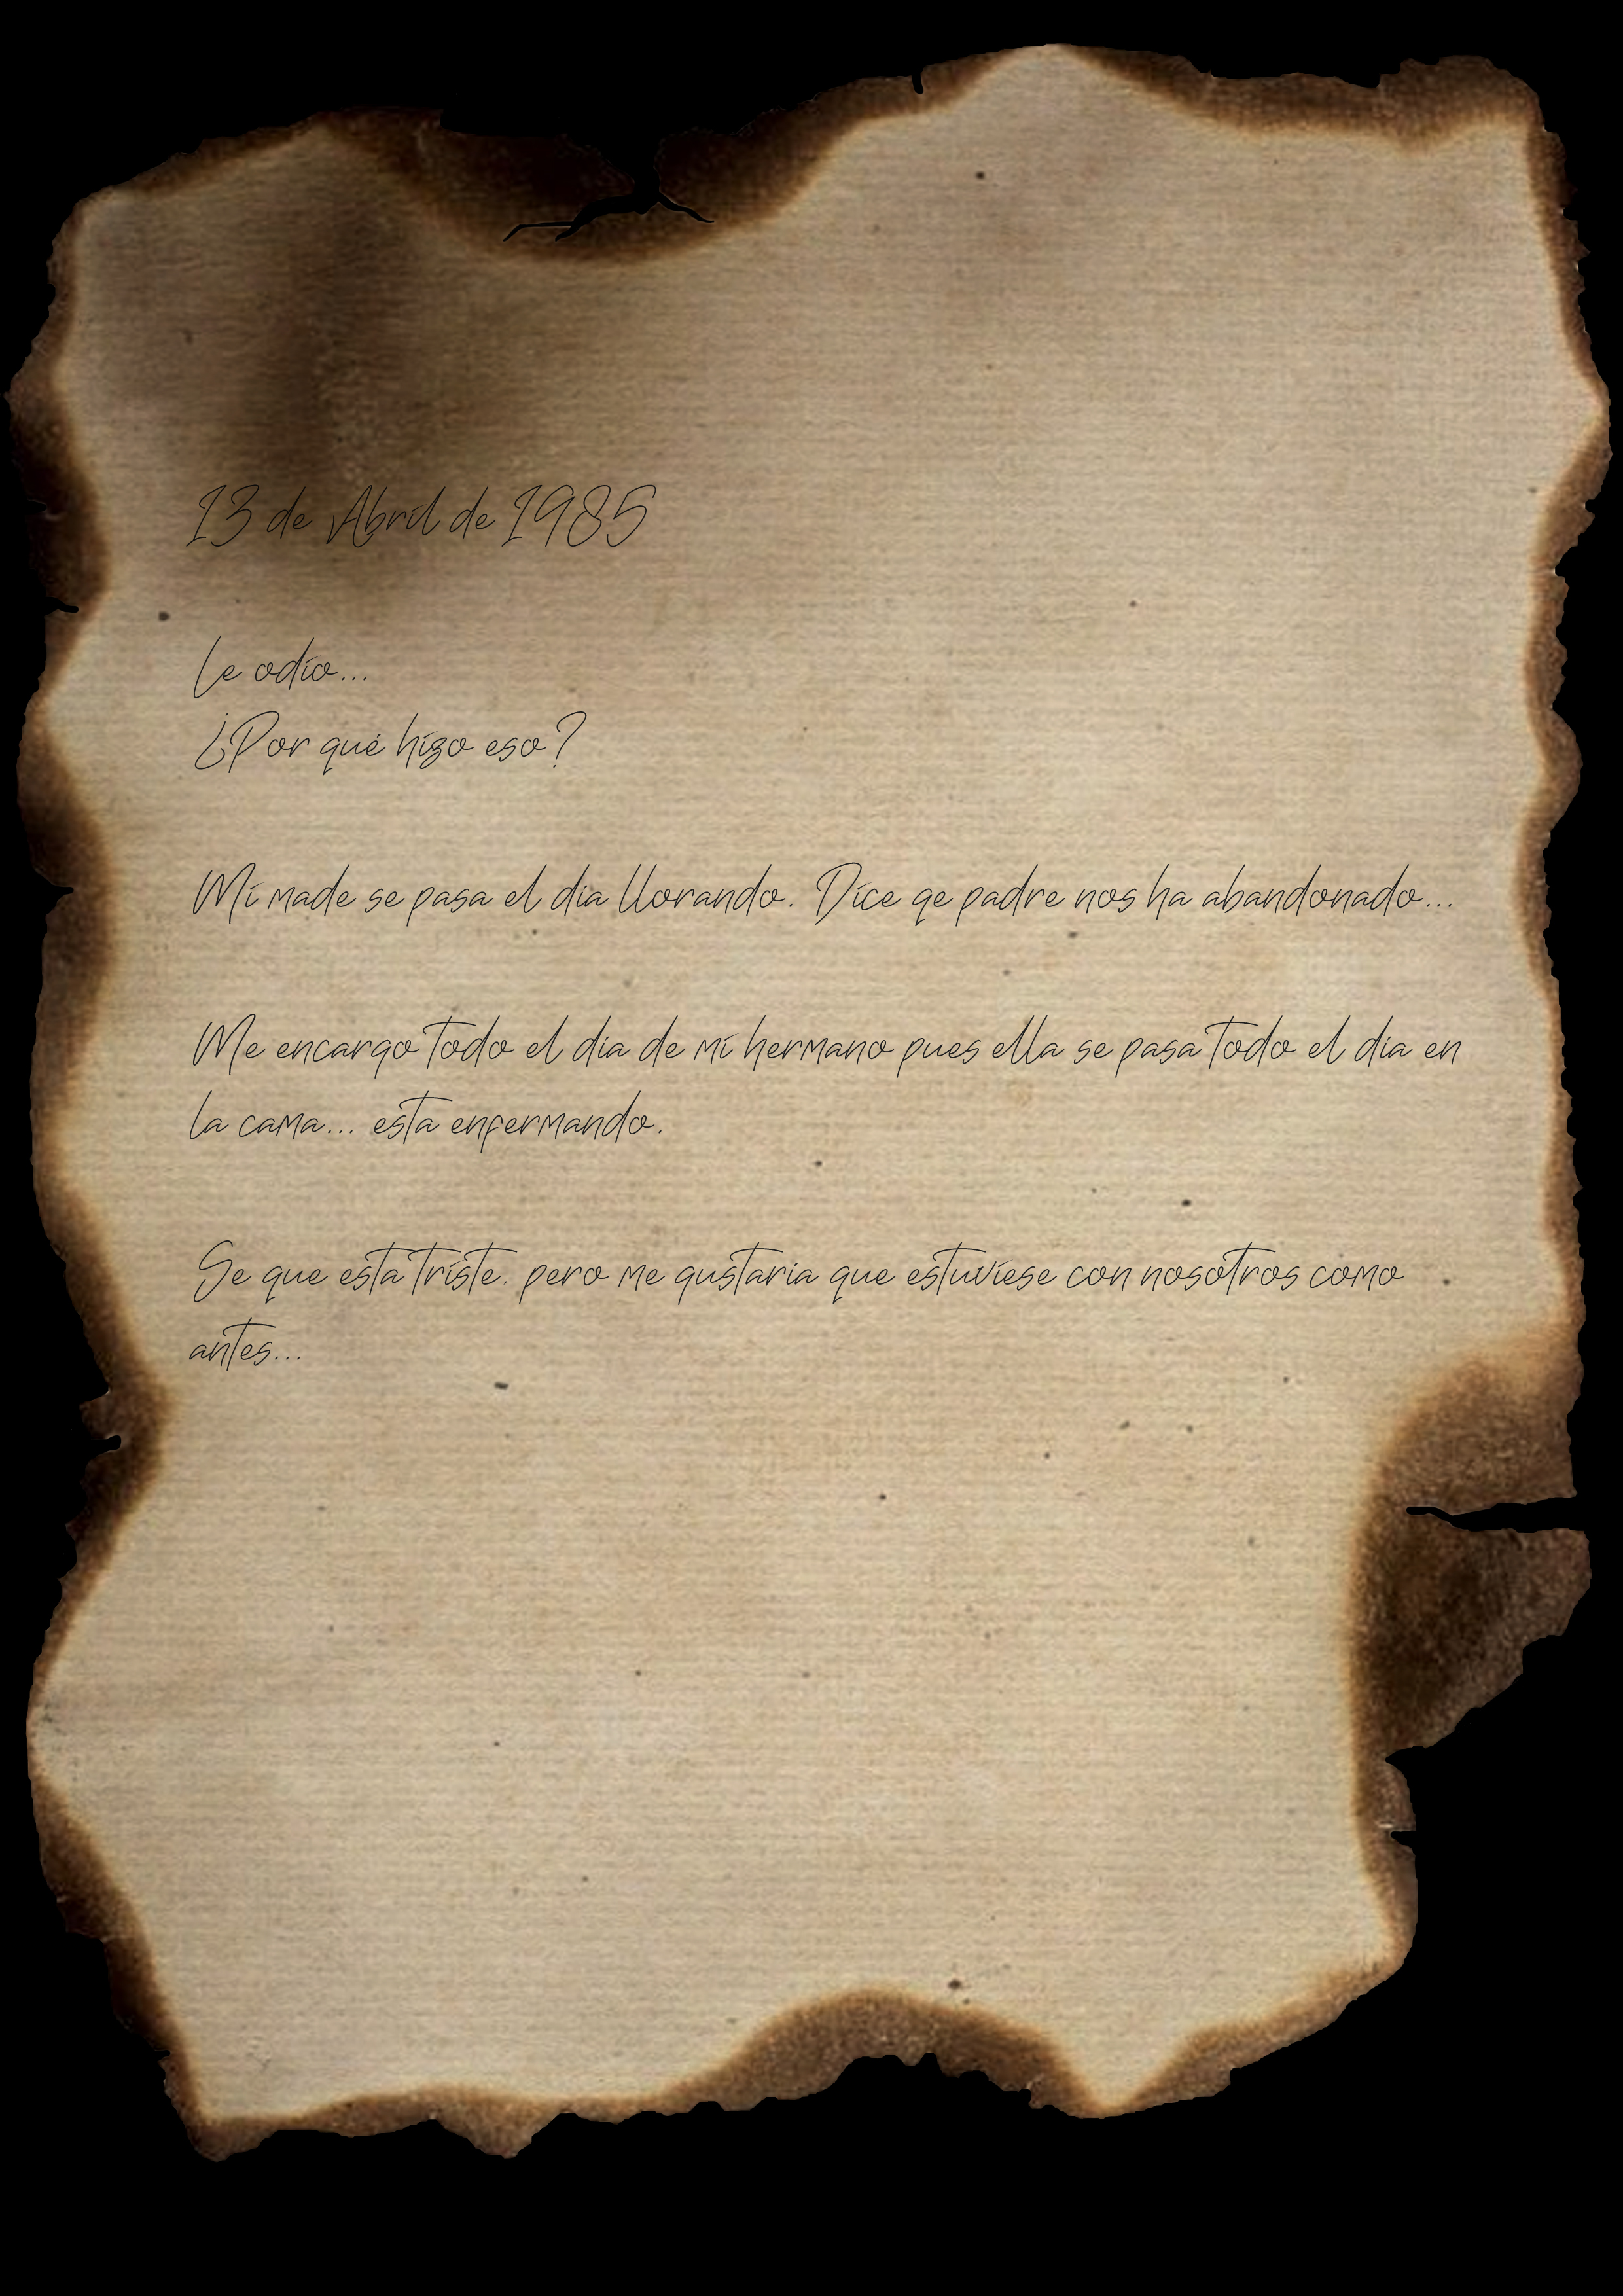 13 de Abril de 1985
Le odio...
¿Por qué hizo eso?
Mi made se pasa el dia llorando. Dice qe padre nos ha abandonado...
Me encargo todo el dia de mi hermano pues ella se pasa todo el dia en
la cama... esta enfermando.
Se que esta triste. pero me gustaria que estuviese con nosotros como
antes...